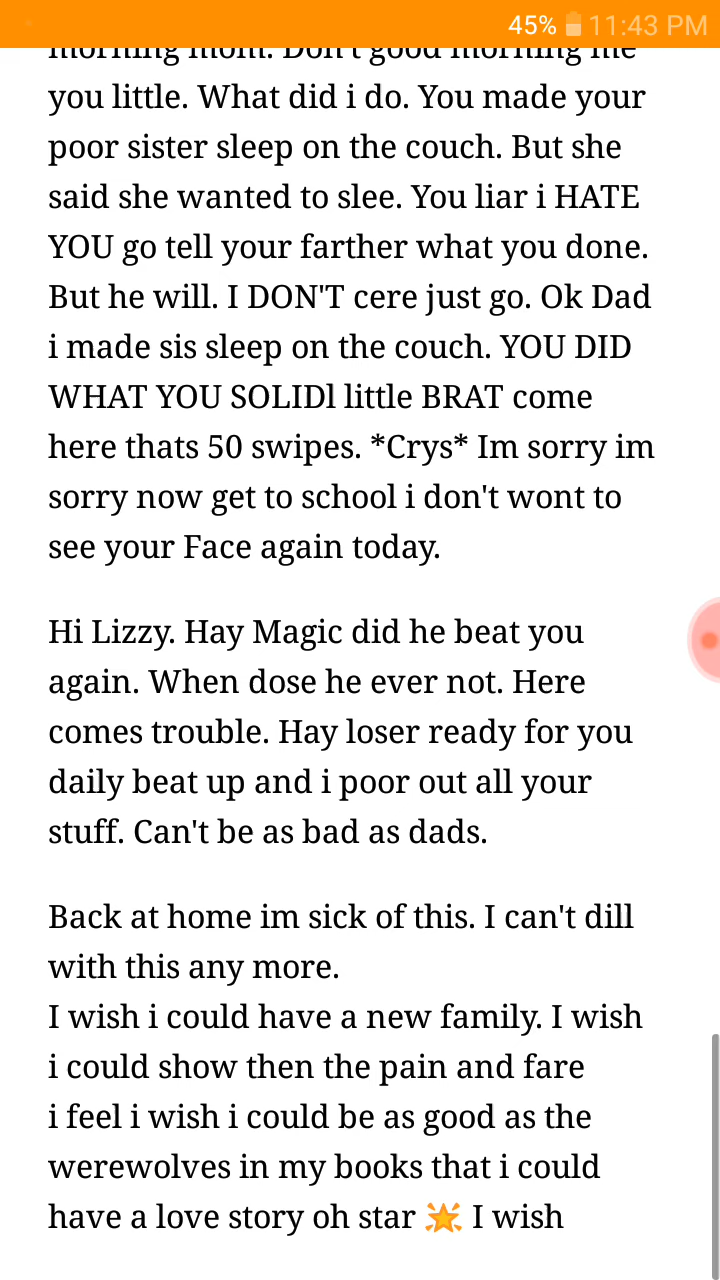 45% 11:43 PM
morning mom. Don't good morning me
you little. What did i do. You made your
poor sister sleep on the couch. But she
said she wanted to slee. You liar i HATE
YOU go tell your farther what you done.
But he will. I DON'T cere just go. Ok Dad
i made sis sleep on the couch. YOU DID
WHAT YOU SOLIDl little BRAT come
here thats 50 swipes. *Crys* Im sorry im
sorry now get to school i don't wont to
see your Face again today.
Hi Lizzy. Hay Magic did he beat you
again. When dose he ever not. Here
comes trouble. Hay loser ready for you
daily beat up and i poor out all your
stuff. Can't be as bad as dads.
Back at home im sick of this. I can't dill
with this any more.
I wish i could have a new family. I wish
i could show then the pain and fare
i feel i wish i could be as good as the
werewolves in my books that i could
have a love story oh star 🌟 I wish